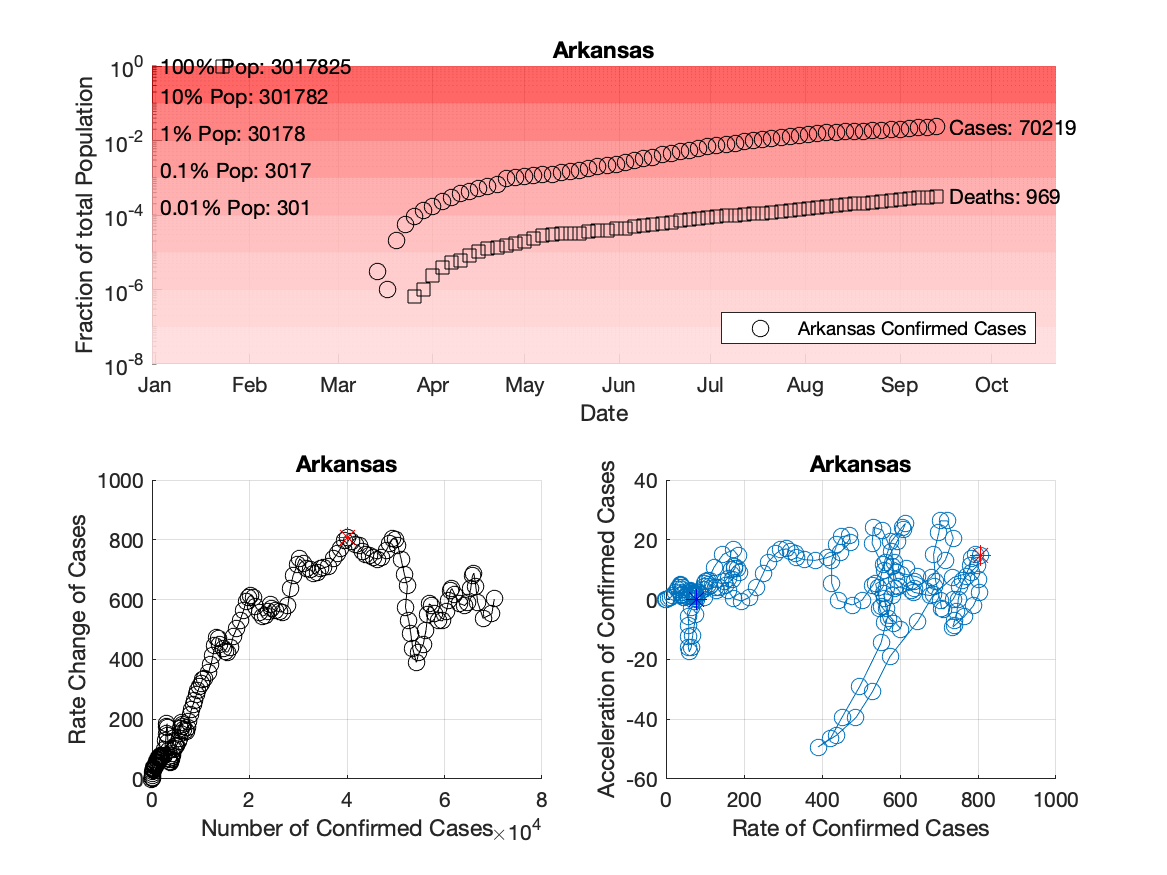 Arkansas
Fraction of total Population
10^0
10^-2
10^-4
10^-6
10^-8
100% Pop: 3017825
10% Pop: 301782
1% Pop: 30178
0.1% Pop: 3017
0.01% Pop: 301
Cases: 70219
Deaths: 969
Arkansas Confirmed Cases
Jan Feb Mar Apr May Jun Jul Aug Sep Oct
Date
Arkansas
Rate Change of Cases
1000
800
600
400
200
0
0 2 4 6 8
Number of Confirmed Cases ×10^4
Arkansas
Acceleration of Confirmed Cases
40
20
0
-20
-40
-60
0 200 400 600 800 1000
Rate of Confirmed Cases